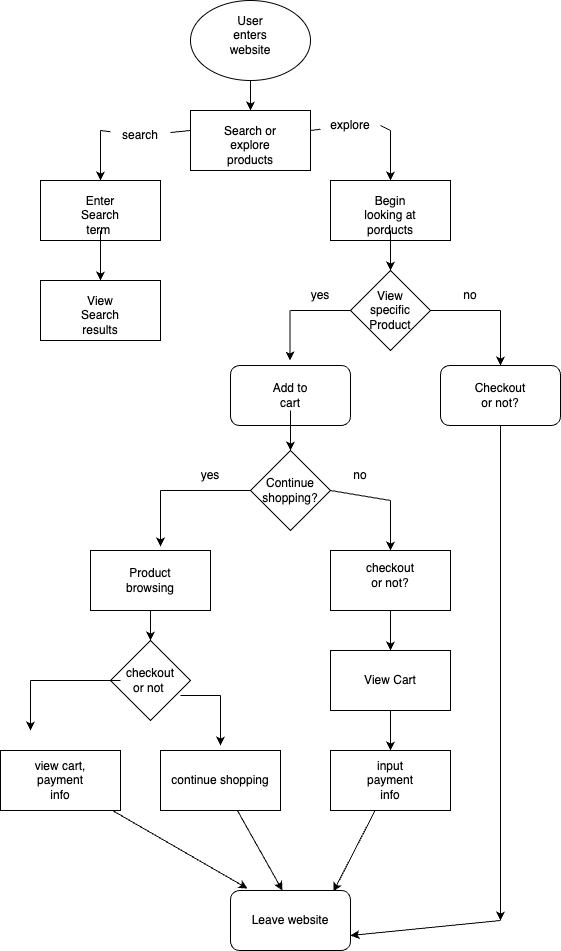 User
enters
website
Search or
explore
products
search
explore
Enter
Search
term
Begin
looking at
porducts
View
Search
results
View
specific
Product
yes
no
Add to
cart
Checkout
or not?
Continue
shopping?
yes
no
Product
browsing
checkout
or not?
checkout
or not
View Cart
view cart,
payment
info
continue shopping
input
payment
info
Leave website